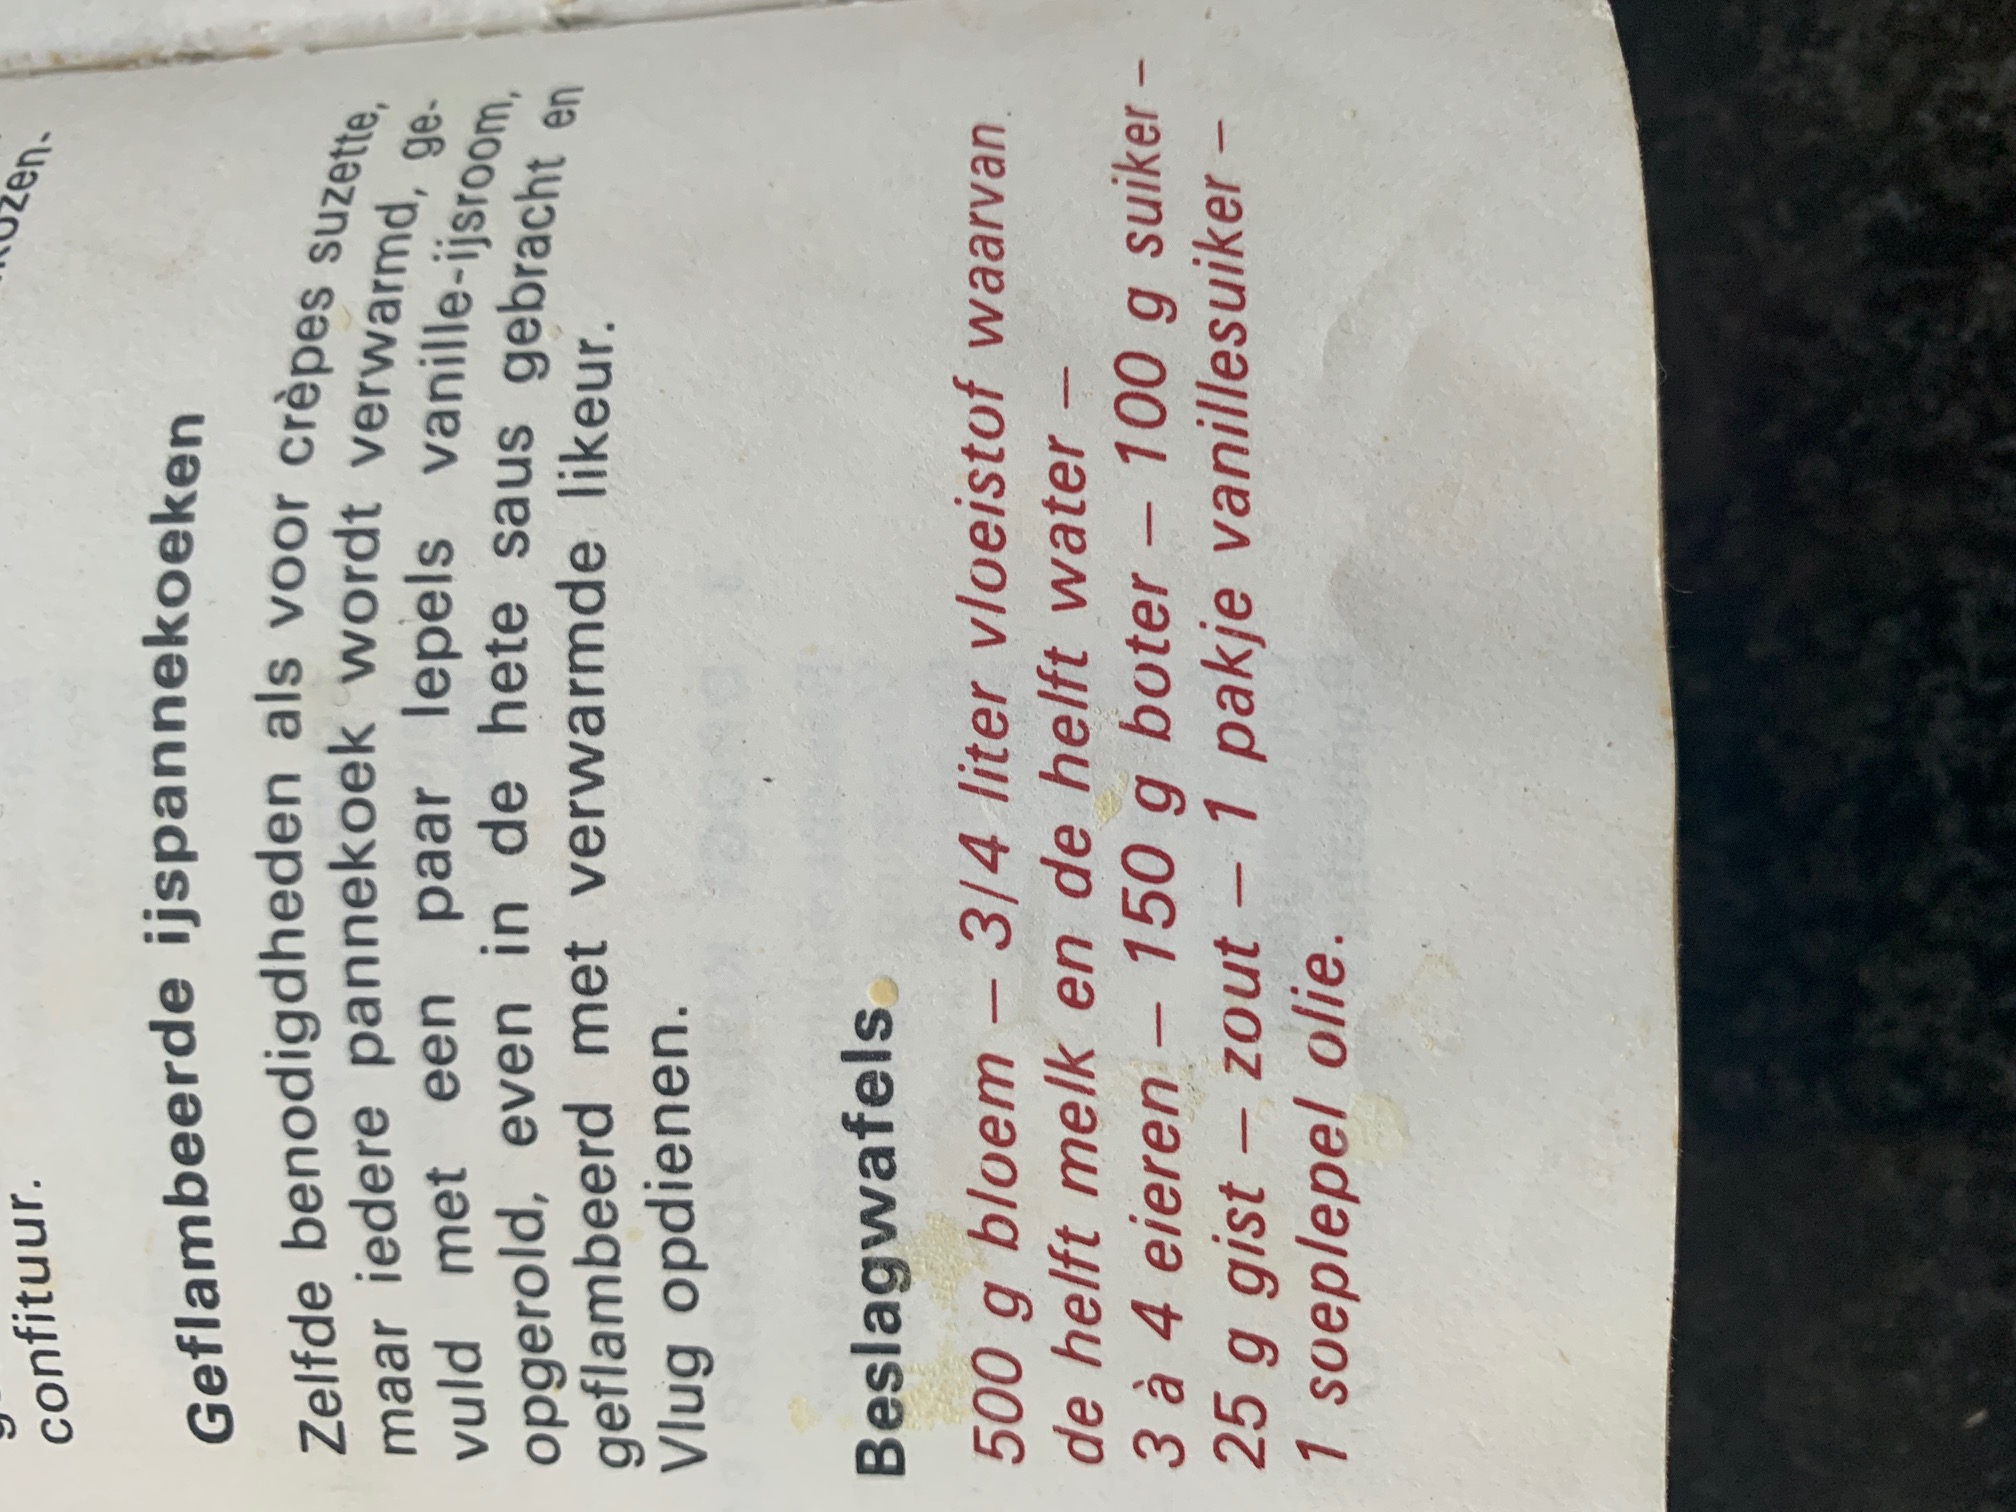 confituur.
Geflambeerde ijspannekoeken
Zelfde benodigdheden als voor crèpes suzette,
maar iedere pannekoek wordt verwarmd, ge-
vuld met een paar lepels vanille-ijsroom,
opgerold, even in de hete saus gebracht en
geflambeerd met verwarmde likeur.
Vlug opdienen.
Beslagwafels.
500 g bloem – 3/4 liter vloeistof waarvan
de helft melk en de helft water –
3 à 4 eieren – 150 g boter – 100 g suiker –
25 g gist – zout – 1 pakje vanillesuiker –
1 soeplepel olie.